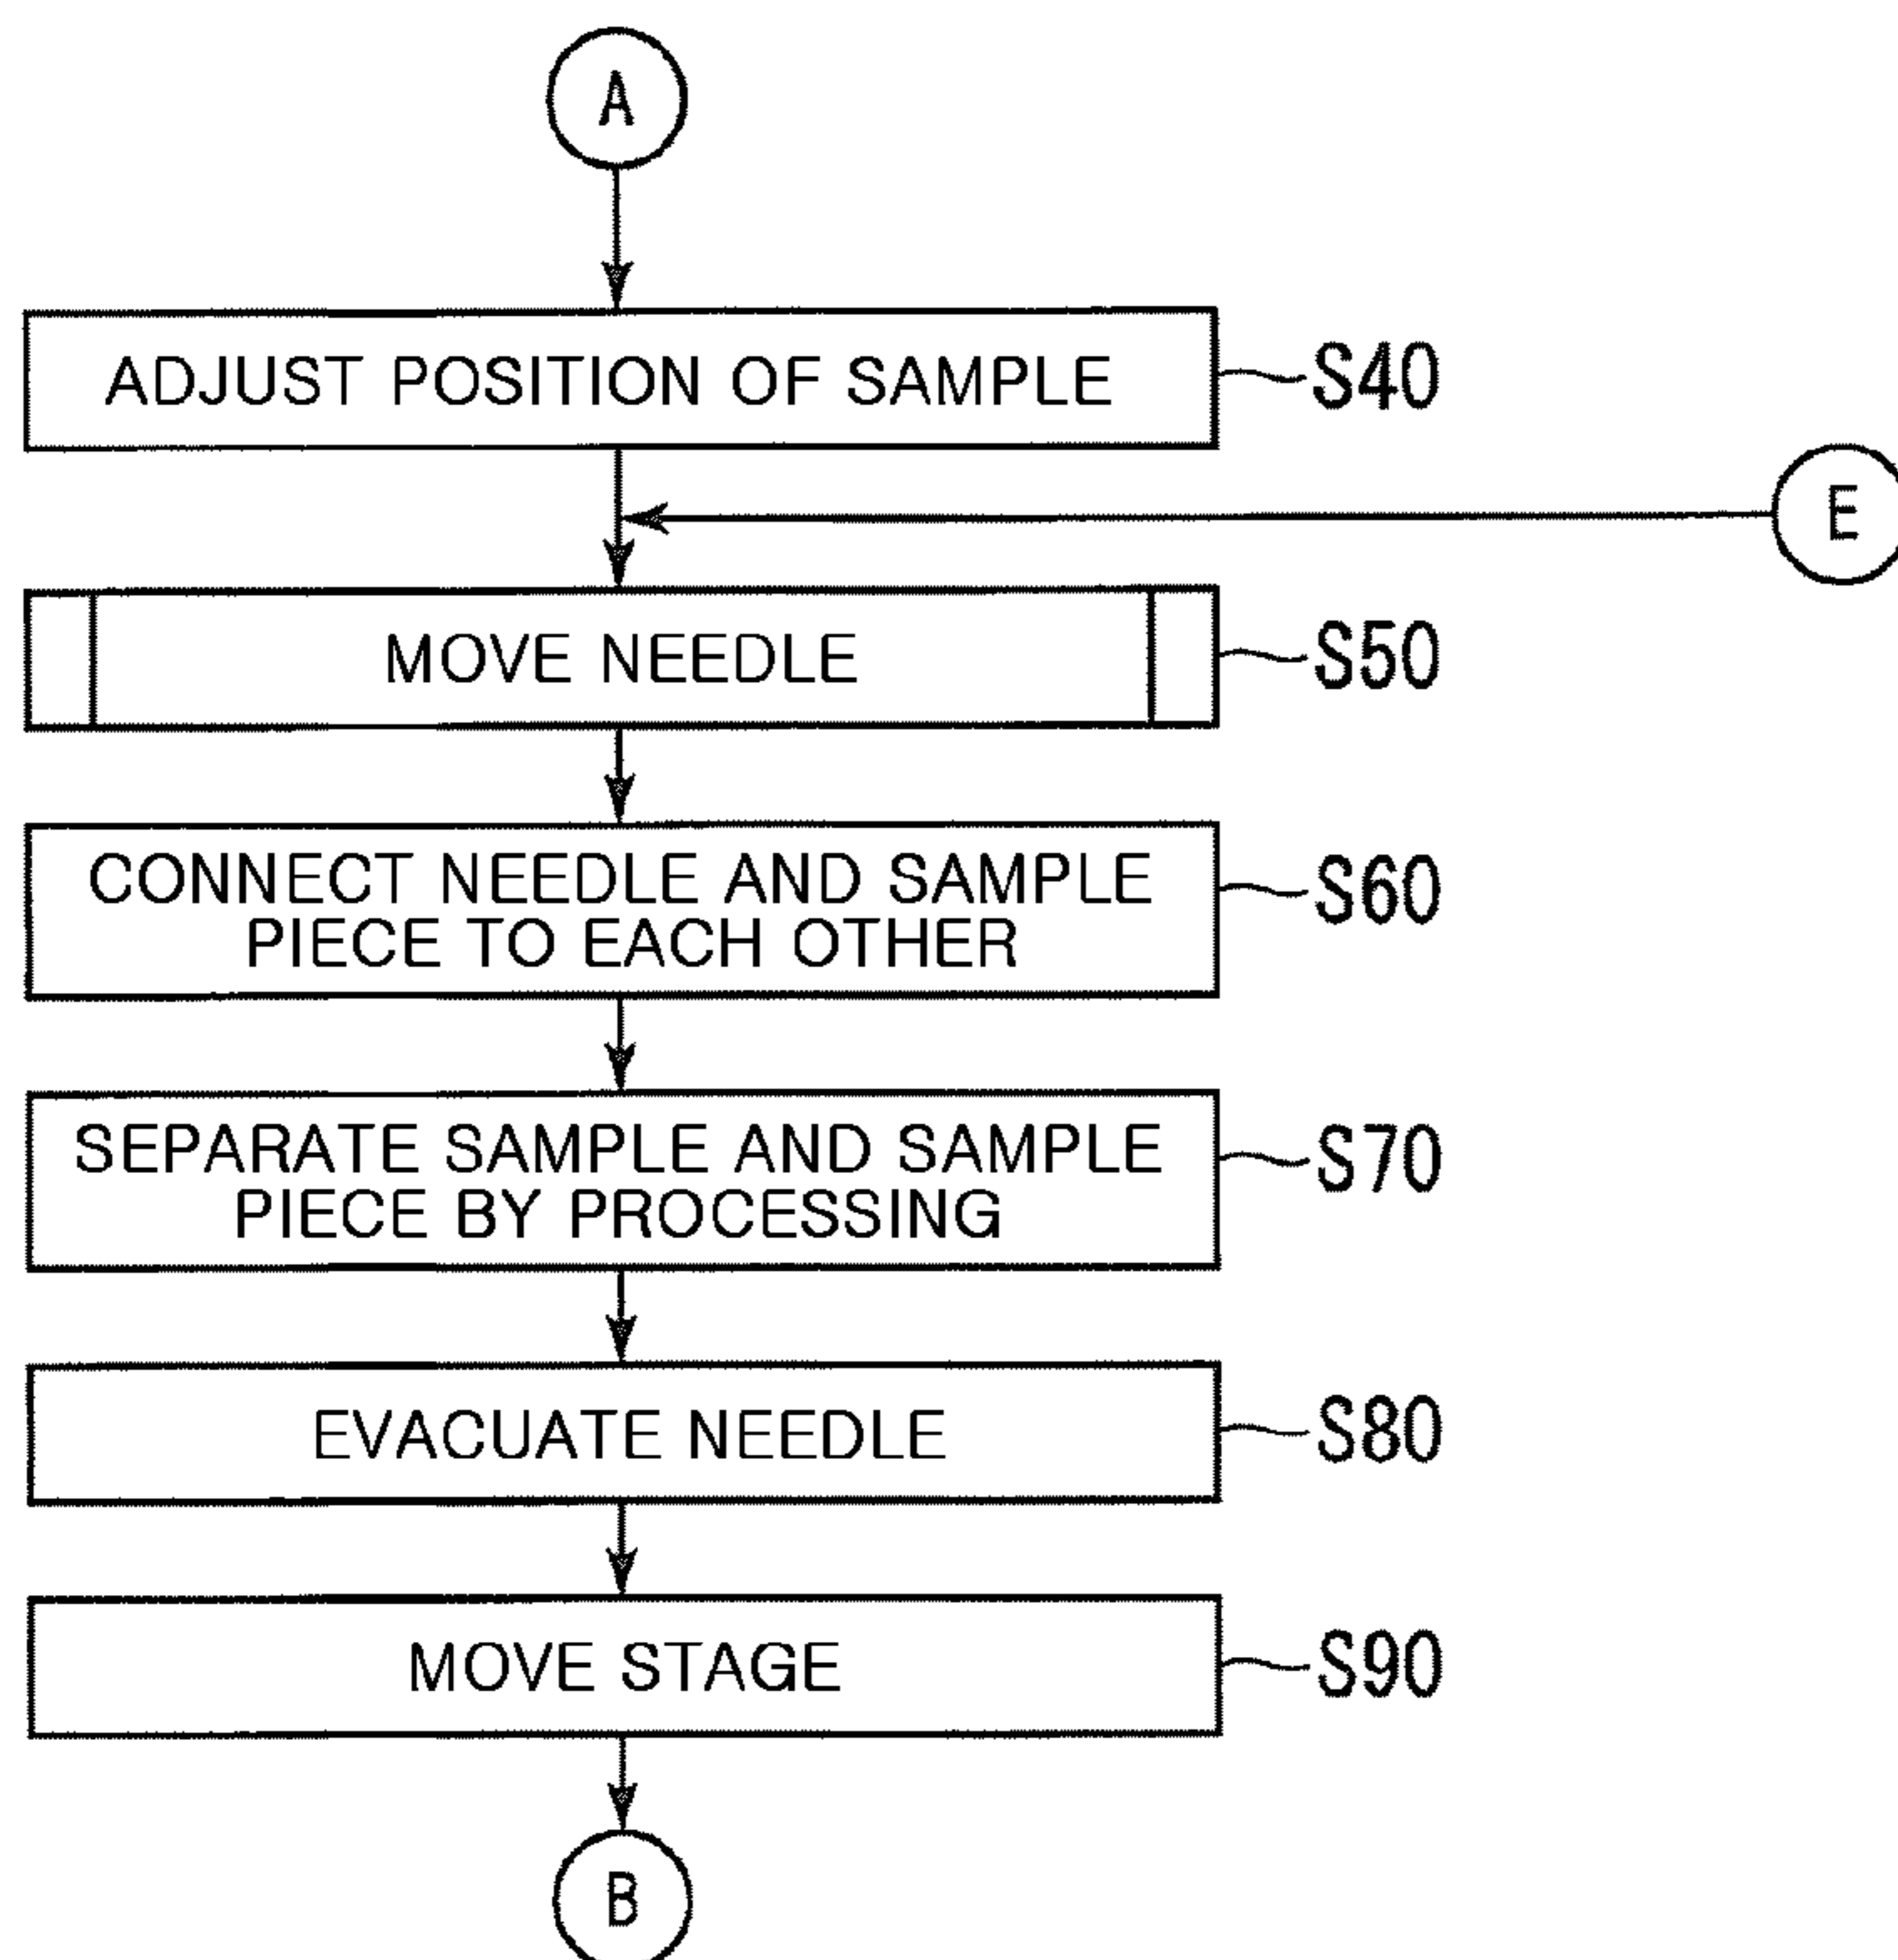 A
ADJUST POSITION OF SAMPLE
S40
E
MOVE NEEDLE
S50
CONNECT NEEDLE AND SAMPLE
PIECE TO EACH OTHER
S60
SEPARATE SAMPLE AND SAMPLE
PIECE BY PROCESSING
S70
EVACUATE NEEDLE
S80
MOVE STAGE
S90
B